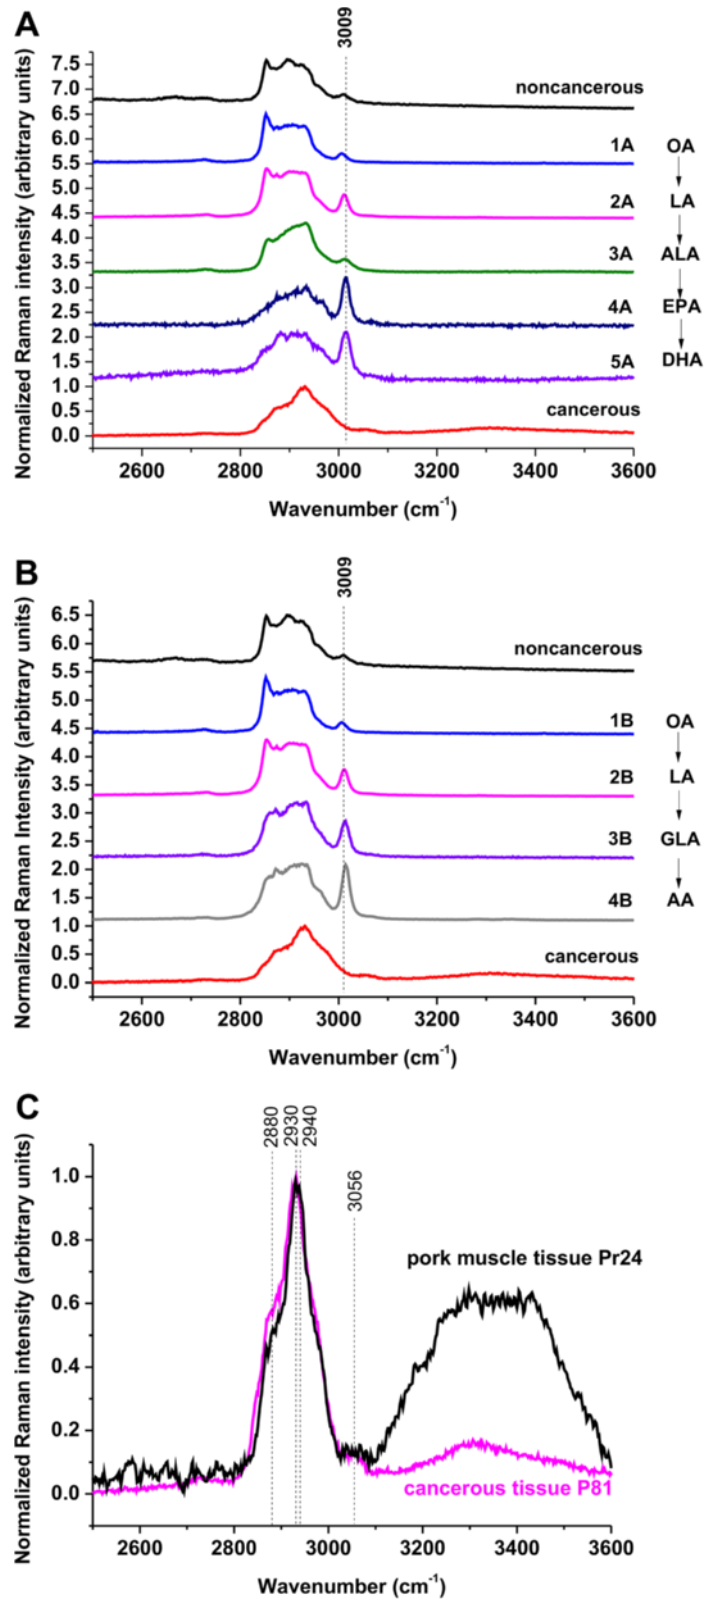 A
3009
Normalized Raman intensity (arbitrary units)
7.5
7.0
6.5
6.0
5.5
5.0
4.5
4.0
3.5
3.0
2.5
2.0
1.5
1.0
0.5
0.0
noncancerous
1A
OA
2A
LA
3A
ALA
4A
EPA
5A
DHA
cancerous
2600
2800
3000
3200
3400
3600
Wavenumber (cm-1)
B
3009
Normalized Raman Intensity (arbitrary units)
6.5
6.0
5.5
5.0
4.5
4.0
3.5
3.0
2.5
2.0
1.5
1.0
0.5
0.0
noncancerous
1B
OA
2B
LA
3B
GLA
4B
AA
cancerous
2600
2800
3000
3200
3400
3600
Wavenumber (cm-1)
C
2880
2930
2940
3056
Normalized Raman intensity (arbitrary units)
1.0
0.8
0.6
0.4
0.2
0.0
pork muscle tissue Pr24
cancerous tissue P81
2600
2800
3000
3200
3400
3600
Wavenumber (cm-1)